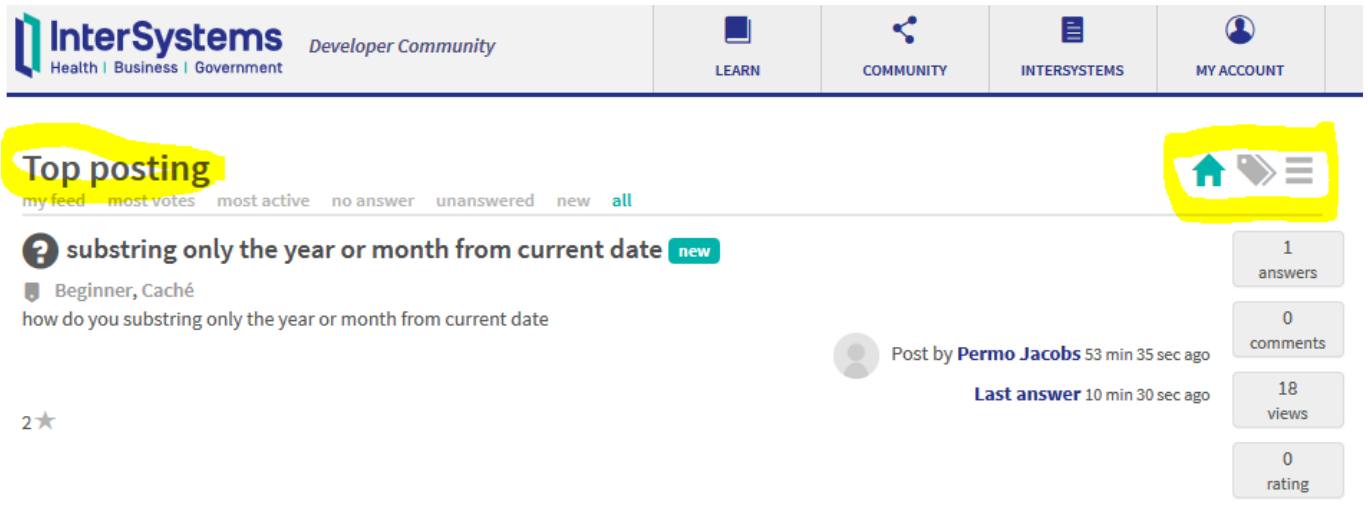 InterSystems
Health | Business | Government
Developer Community
LEARN
COMMUNITY
INTERSYSTEMS
MY ACCOUNT
Top posting
my feed most votes most active no answer unanswered new all
? substring only the year or month from current date new
Beginner, Caché
how do you substring only the year or month from current date
Post by Permo Jacobs 53 min 35 sec ago
Last answer 10 min 30 sec ago
2
1
answers
0
comments
18
views
0
rating